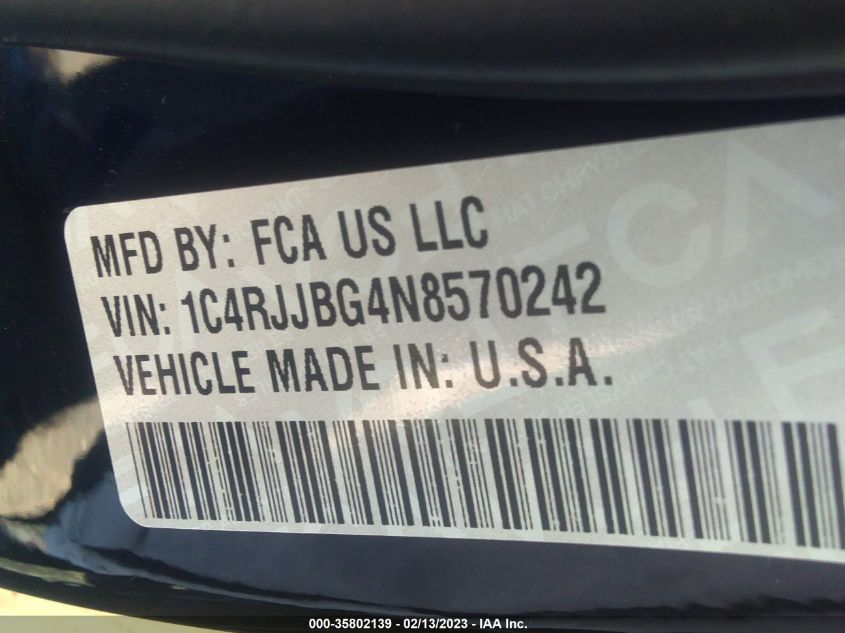 MFD BY: FCA US LLC
VIN: 1C4RJJBG4N8570242
VEHICLE MADE IN: U.S.A.
000-35802139 - 02/13/2023 - IAA Inc.